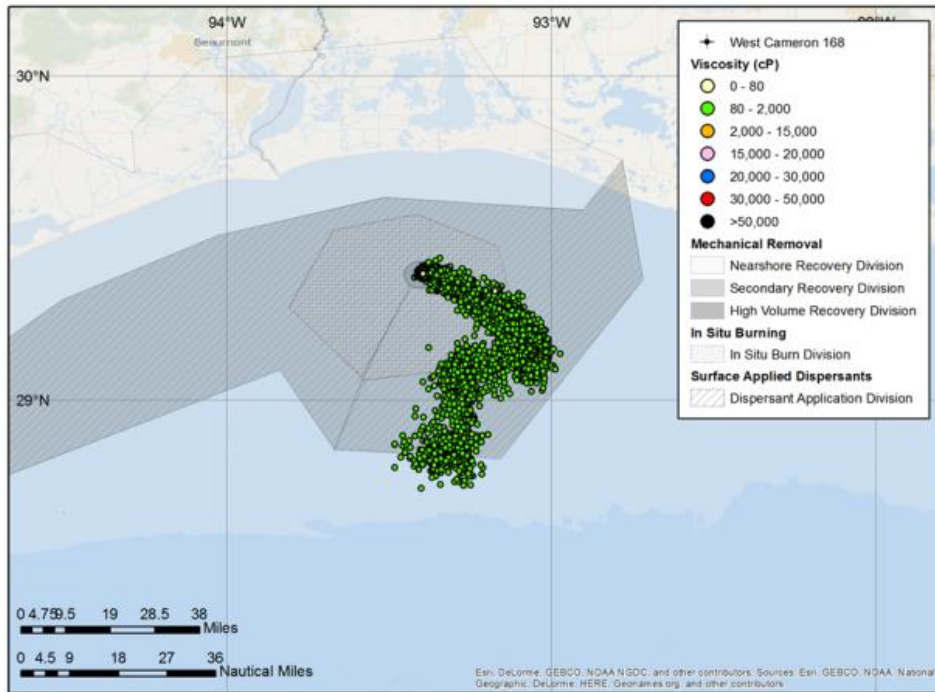 94°W
93°W
Beaumont
30°N
29°N
West Cameron 168
Viscosity (cP)
0 - 80
80 - 2,000
2,000 - 15,000
15,000 - 20,000
20,000 - 30,000
30,000 - 50,000
>50,000
Mechanical Removal
Nearshore Recovery Division
Secondary Recovery Division
High Volume Recovery Division
In Situ Burning
In Situ Burn Division
Surface Applied Dispersants
Dispersant Application Division
0 4.759.5 19 28.5 38
Miles
0 4.5 9 18 27 36
Nautical Miles
Esri, DeLorme, GEBCO, NOAA NGDC, and other contributors. Sources: Esri, GEBCO, NOAA, National
Geographic, DeLorme, HERE, Geonames.org, and other contributors